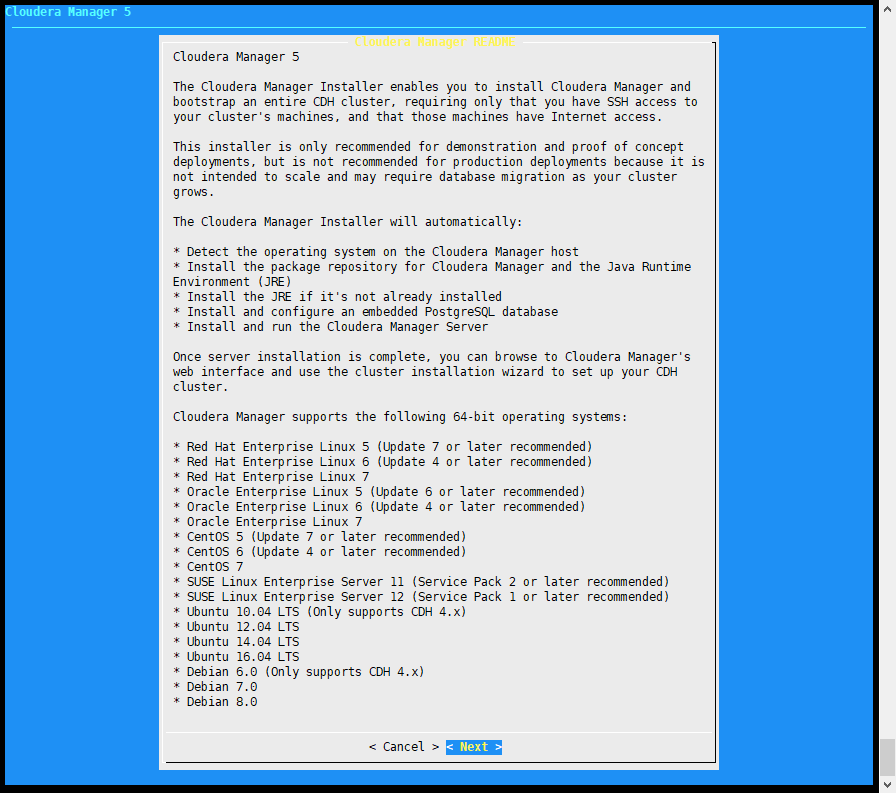 Cloudera Manager 5
Cloudera Manager README
Cloudera Manager 5
The Cloudera Manager Installer enables you to install Cloudera Manager and
bootstrap an entire CDH cluster, requiring only that you have SSH access to
your cluster's machines, and that those machines have Internet access.
This installer is only recommended for demonstration and proof of concept
deployments, but is not recommended for production deployments because it is
not intended to scale and may require database migration as your cluster
grows.
The Cloudera Manager Installer will automatically:
* Detect the operating system on the Cloudera Manager host
* Install the package repository for Cloudera Manager and the Java Runtime
Environment (JRE)
* Install the JRE if it's not already installed
* Install and configure an embedded PostgreSQL database
* Install and run the Cloudera Manager Server
Once server installation is complete, you can browse to Cloudera Manager's
web interface and use the cluster installation wizard to set up your CDH
cluster.
Cloudera Manager supports the following 64-bit operating systems:
* Red Hat Enterprise Linux 5 (Update 7 or later recommended)
* Red Hat Enterprise Linux 6 (Update 4 or later recommended)
* Red Hat Enterprise Linux 7
* Oracle Enterprise Linux 5 (Update 6 or later recommended)
* Oracle Enterprise Linux 6 (Update 4 or later recommended)
* Oracle Enterprise Linux 7
* CentOS 5 (Update 7 or later recommended)
* CentOS 6 (Update 4 or later recommended)
* CentOS 7
* SUSE Linux Enterprise Server 11 (Service Pack 2 or later recommended)
* SUSE Linux Enterprise Server 12 (Service Pack 1 or later recommended)
* Ubuntu 10.04 LTS (Only supports CDH 4.x)
* Ubuntu 12.04 LTS
* Ubuntu 14.04 LTS
* Ubuntu 16.04 LTS
* Debian 6.0 (Only supports CDH 4.x)
* Debian 7.0
* Debian 8.0
< Cancel > < Next >